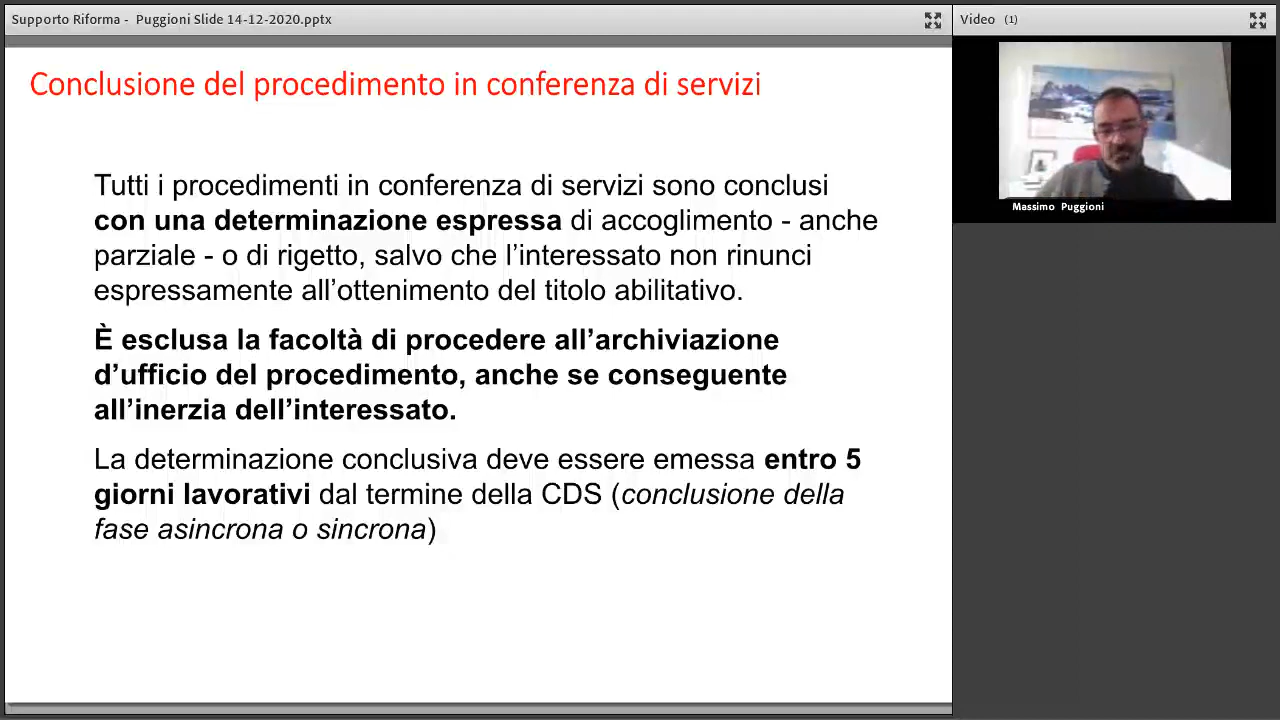 Supporto Riforma - Puggioni Slide 14-12-2020.pptx
Video (1)
Conclusione del procedimento in conferenza di servizi
Tutti i procedimenti in conferenza di servizi sono conclusi
con una determinazione espressa di accoglimento - anche
parziale - o di rigetto, salvo che l’interessato non rinunci
espressamente all’ottenimento del titolo abilitativo.
È esclusa la facoltà di procedere all’archiviazione
d’ufficio del procedimento, anche se conseguente
all’inerzia dell’interessato.
La determinazione conclusiva deve essere emessa entro 5
giorni lavorativi dal termine della CDS (conclusione della
fase asincrona o sincrona)
Massimo Puggioni